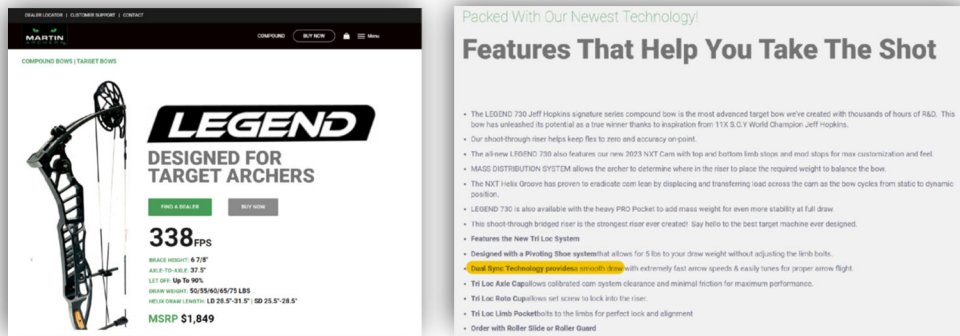 DEALER LOCATOR | CUSTOMER SUPPORT | CONTACT
MARTIN
ARCHERY
COMPOUND
BUY NOW
Menu
COMPOUND BOWS | TARGET BOWS
LEGEND
DESIGNED FOR
TARGET ARCHERS
FIND A DEALER
BUY NOW
338FPS
BRACE HEIGHT: 6 7/8"
AXLE-TO-AXLE: 37.5"
LET OFF: Up To 90%
DRAW WEIGHT: 50/55/60/65/75 LBS
HELIX DRAW LENGTH: LD 28.5"-31.5" | SD 25.5"-28.5"
MSRP $1,849
Packed With Our Newest Technology!
Features That Help You Take The Shot
• The LEGEND 730 Jeff Hopkins signature series compound bow is the most advanced target bow we've created with thousands of hours of R&D. This
bow has unleashed its potential as a true winner thanks to inspiration from 11X S.O.Y World Champion Jeff Hopkins.
• Our shoot-through riser helps keep flex to zero and accuracy on-point.
• The all-new LEGEND 730 also features our new 2023 NXT Cam with top and bottom limb stops and mod stops for max customization and feel.
• MASS DISTRIBUTION SYSTEM allows the archer to determine where in the riser to place the required weight to balance the bow.
• The NXT Helix Groove has proven to eradicate cam lean by displacing and transferring load across the cam as the bow cycles from static to dynamic
position.
• LEGEND 730 is also available with the heavy PRO Pocket to add mass weight for even more stability at full draw.
• This shoot-through bridged riser is the strongest riser ever created! Say hello to the best target machine ever designed.
• Features the New Tri Loc System
• Designed with a Pivoting Shoe systemthat allows for 5 lbs to your draw weight without adjusting the limb bolts.
• Dual Sync Technology providesa smooth draw with extremely fast arrow speeds & easily tunes for proper arrow flight.
• Tri Loc Axle Capallows calibrated cam system clearance and minimal friction for maximum performance.
• Tri Loc Roto Cupallows set screw to lock into the riser.
• Tri Loc Limb Pocketbolts to the limbs for perfect lock and alignment
• Order with Roller Slide or Roller Guard